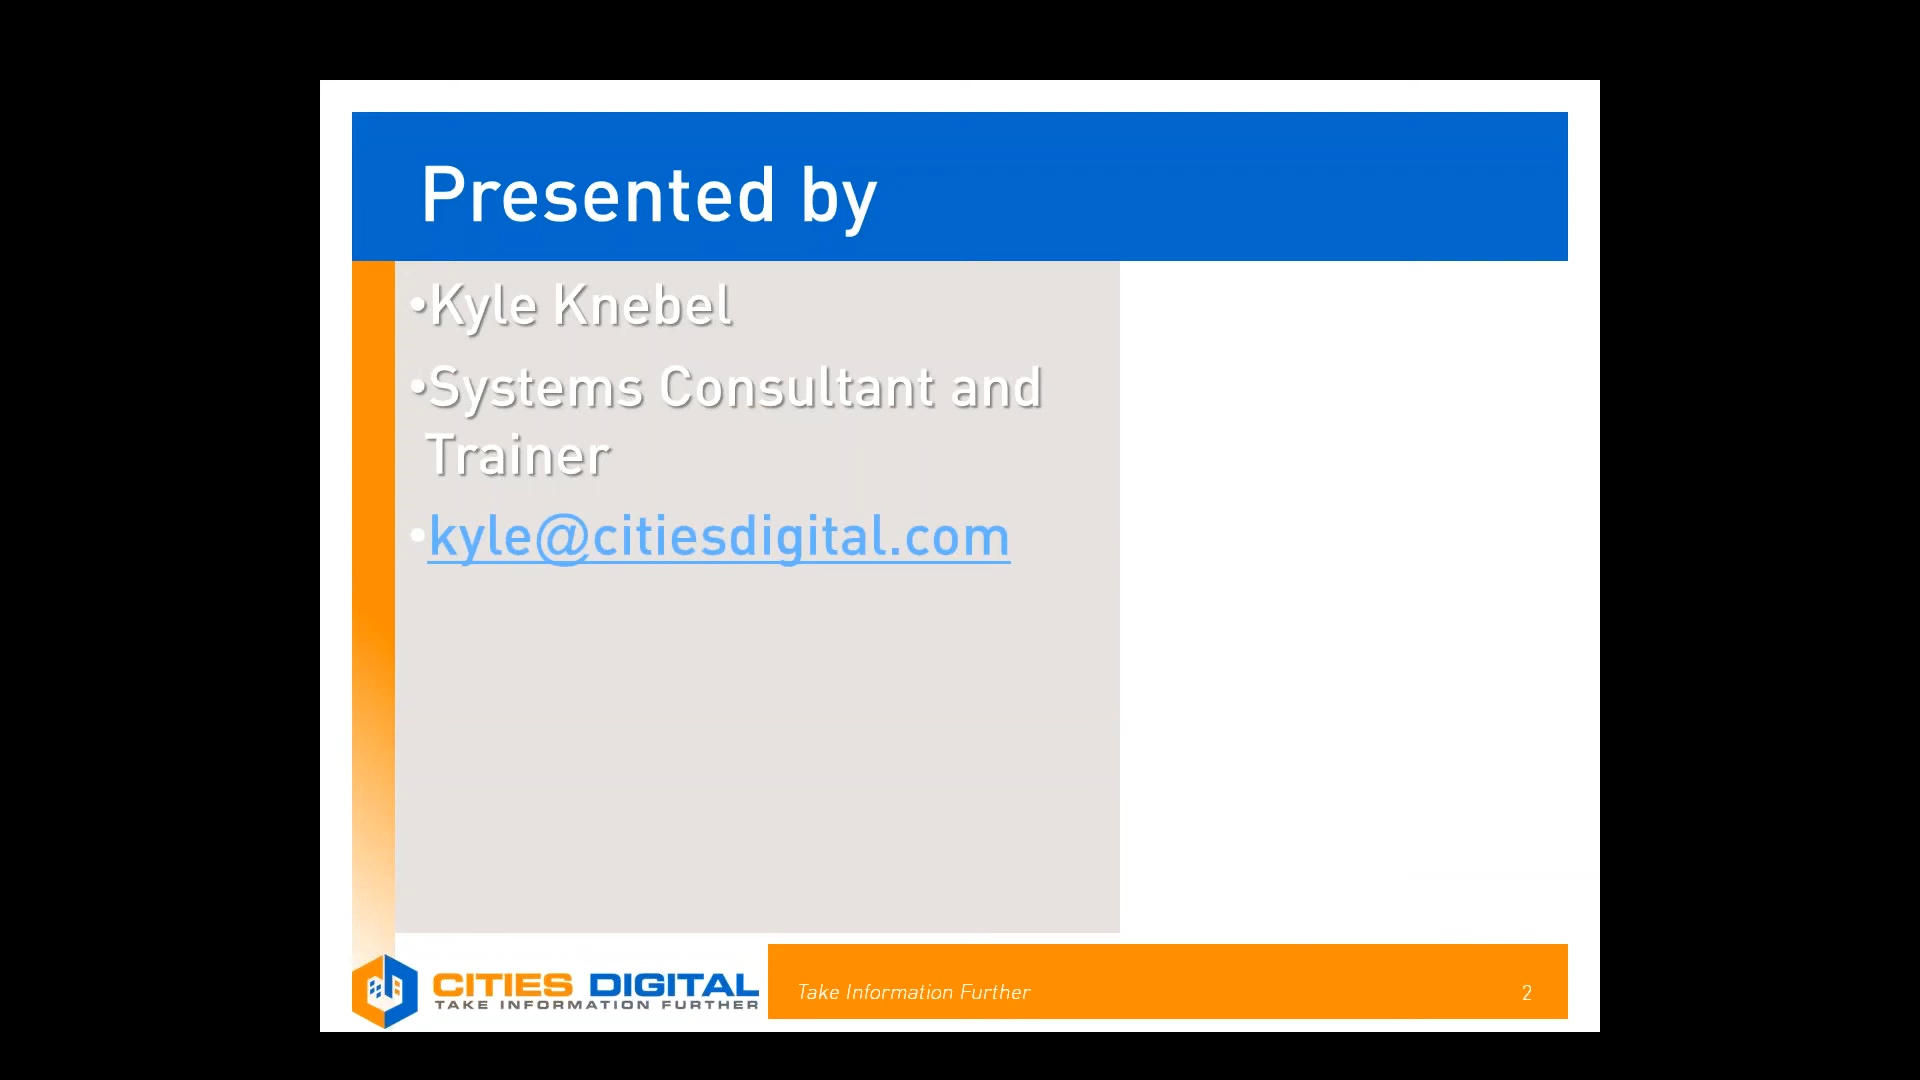 Presented by
•Kyle Knebel
•Systems Consultant and
Trainer
•kyle@citiesdigital.com
CITIES DIGITAL
TAKE INFORMATION FURTHER
Take Information Further
2